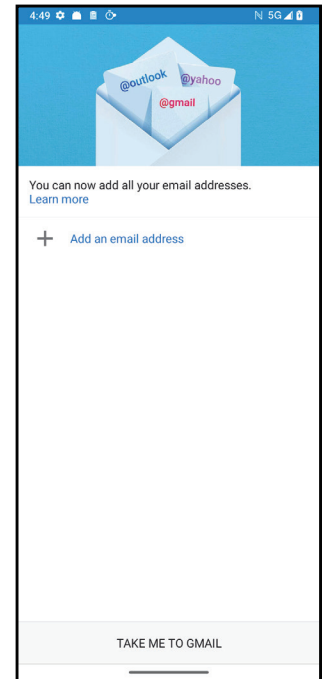 4:49 5G
@outlook @yahoo
@gmail
You can now add all your email addresses.
Learn more
Add an email address
TAKE ME TO GMAIL